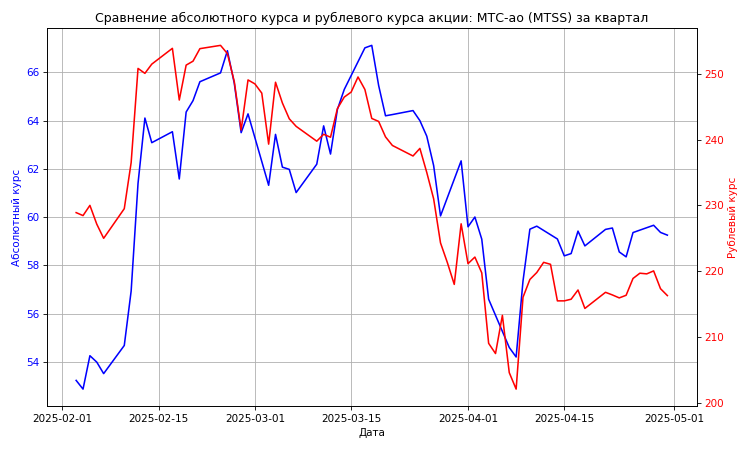 Сравнение абсолютного курса и рублевого курса акции: МТС-ао (MTSS) за квартал
Абсолютный курс
66
64
62
60
58
56
54
250
240
230
220
210
200
Рублевый курс
2025-02-01 2025-02-15 2025-03-01 2025-03-15 2025-04-01 2025-04-15 2025-05-01
Дата